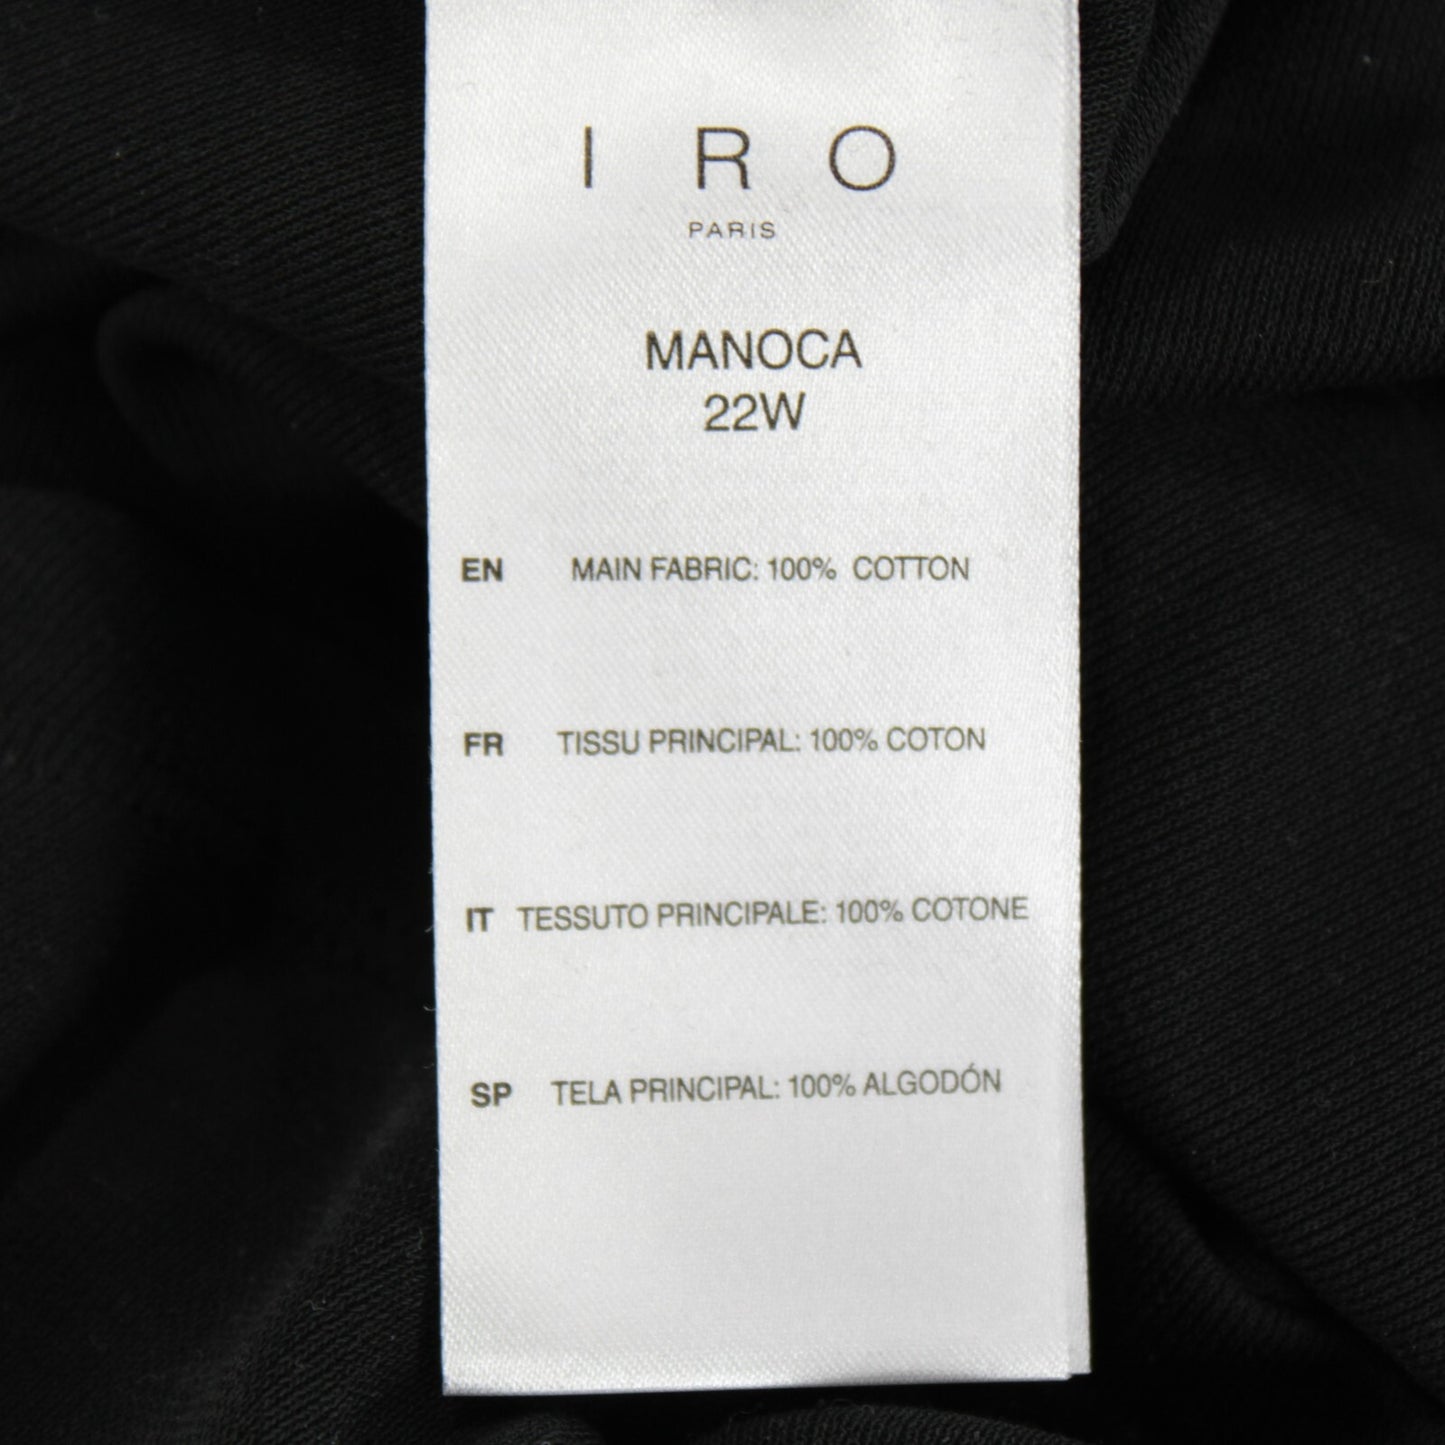 IRO
PARIS
MANOCA
22W
EN MAIN FABRIC: 100% COTTON
FR TISSU PRINCIPAL: 100% COTON
IT TESSUTO PRINCIPALE: 100% COTONE
SP TELA PRINCIPAL: 100% ALGODÓN